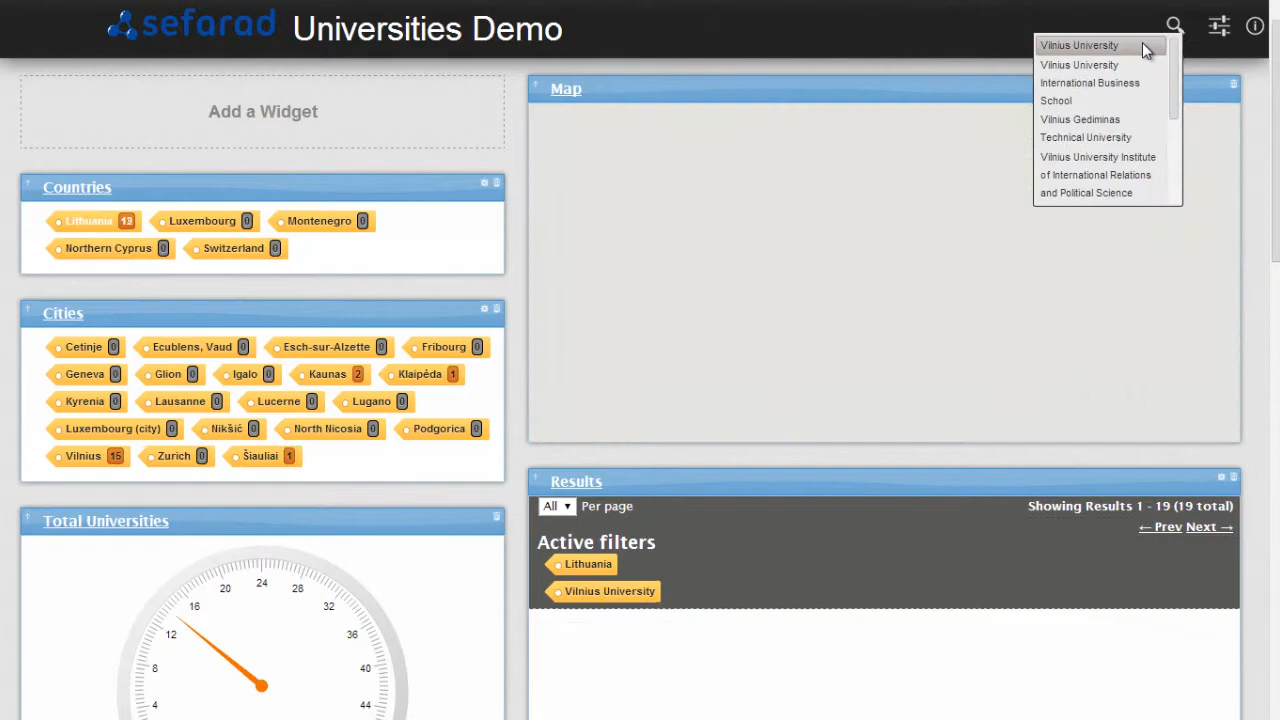 sefarad Universities Demo
Vilnius University
Vilnius University
International Business
School
Vilnius Gediminas
Technical University
Vilnius University Institute
of International Relations
and Political Science
Add a Widget
Countries
Lithuania 13
Luxembourg 0
Montenegro 0
Northern Cyprus 0
Switzerland 0
Cities
Cetinje 0
Ecublens, Vaud 0
Esch-sur-Alzette 0
Fribourg 0
Geneva 0
Glion 0
Igalo 0
Kaunas 2
Klaipėda 1
Kyrenia 0
Lausanne 0
Lucerne 0
Lugano 0
Luxembourg (city) 0
Nikšić 0
North Nicosia 0
Podgorica 0
Vilnius 15
Zurich 0
Šiauliai 1
Total Universities
4
8
12
16
20
24
28
32
36
40
44
Map
Results
All ▼ Per page
Showing Results 1 - 19 (19 total)
← Prev Next →
Active filters
Lithuania
Vilnius University